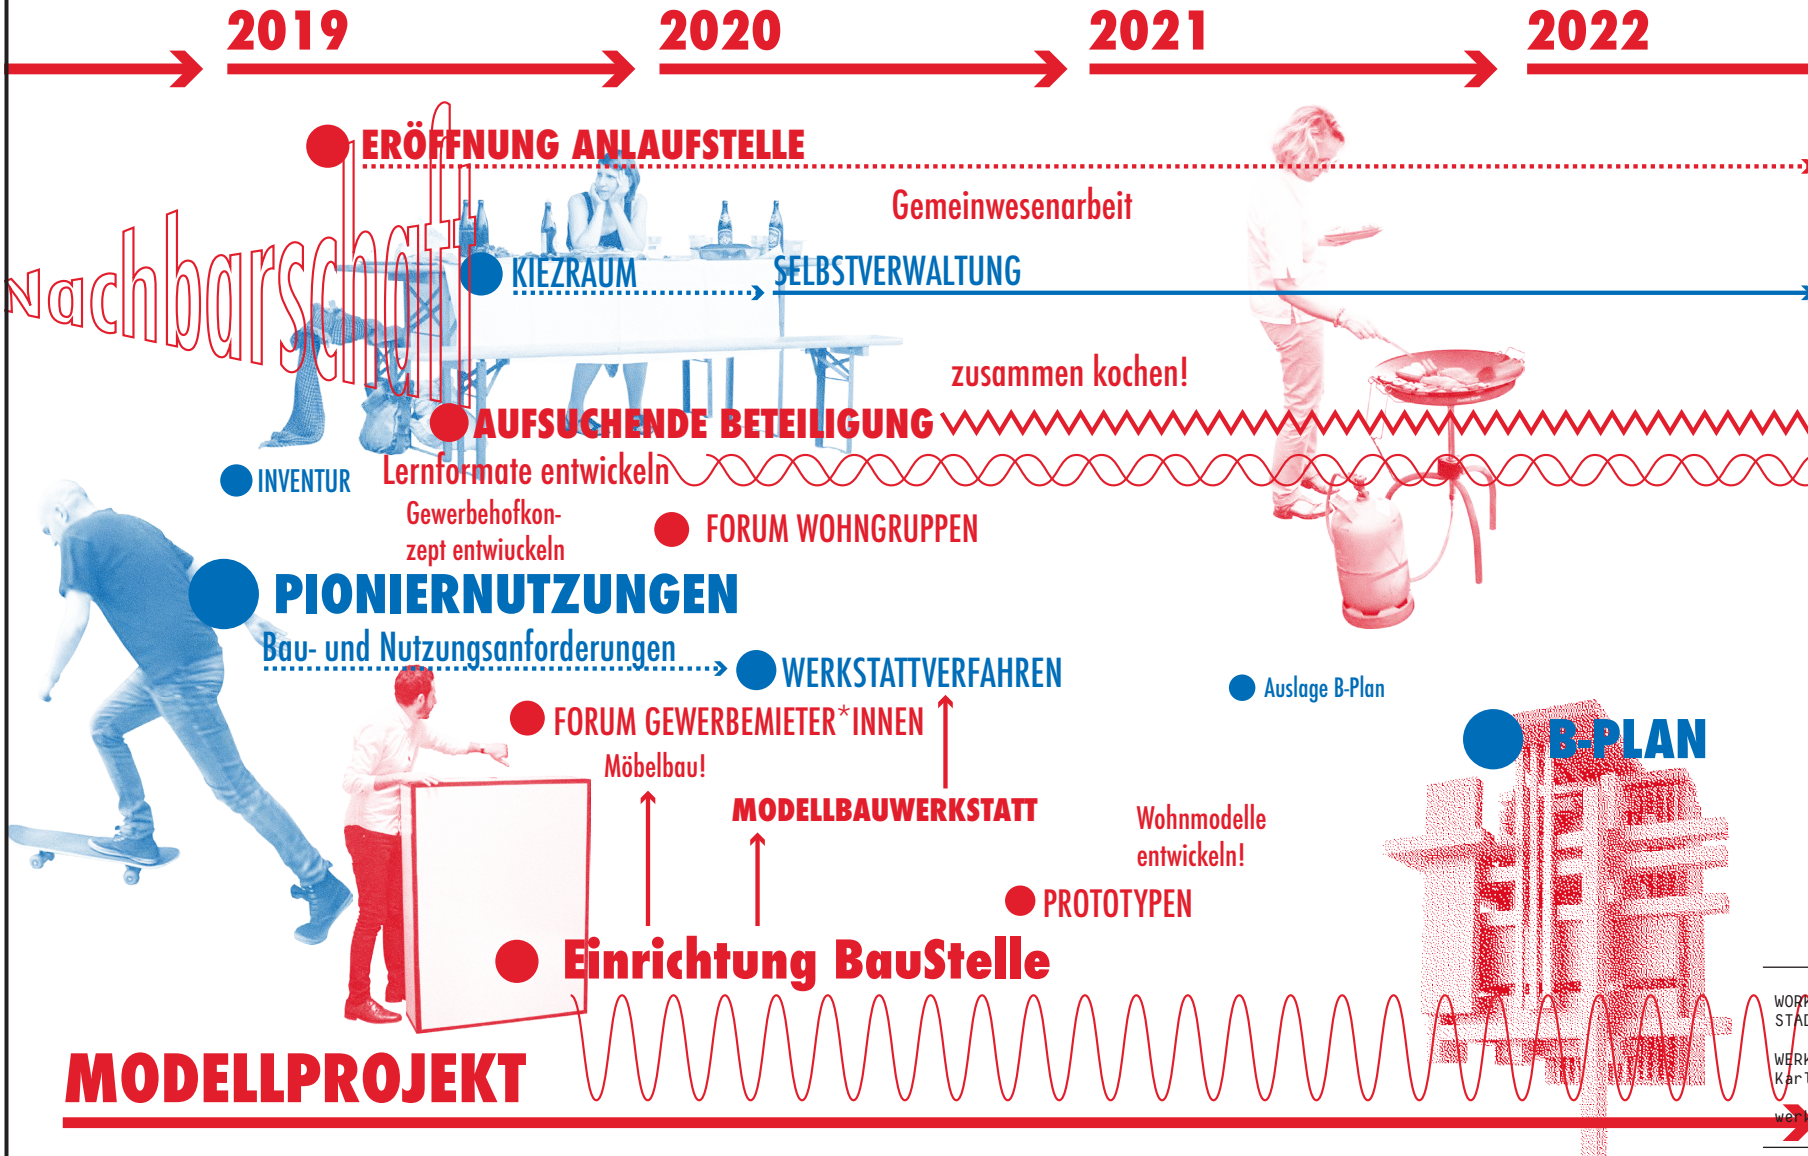 2019
2020
2021
2022
ERÖFFNUNG ANLAUFSTELLE
Gemeinwesenarbeit
Nachbarschaft
KIEZRAUM
SELBSTVERWALTUNG
zusammen kochen!
AUFSUCHENDE BETEILIGUNG
Lernformate entwickeln
INVENTUR
Gewerbehofkon-
zept entwiuckeln
FORUM WOHNGRUPPEN
PIONIERNUTZUNGEN
Bau- und Nutzungsanforderungen
WERKSTATTVERFAHREN
Auslage B-Plan
FORUM GEWERBEMIETER*INNEN
B-PLAN
Möbelbau!
MODELLBAUWERKSTATT
Wohnmodelle
entwickeln!
PROTOTYPEN
Einrichtung BauStelle
MODELLPROJEKT